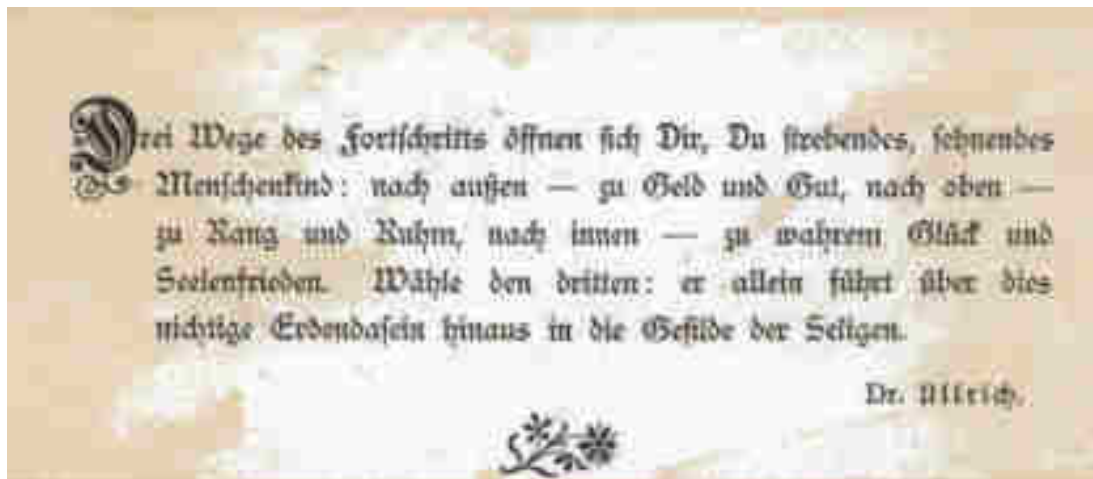 Drei Wege des Fortschritts öffnen sich Dir, Du strebendes, sehnendes
Menschenkind: nach außen — zu Geld und Gut, nach oben —
zu Rang und Ruhm, nach innen — zu wahrem Glück und
Seelenfrieden. Wähle den dritten: er allein führt über dies
nichtige Erdendasein hinaus in die Gefilde der Seligen.
Dr. Ullrich.